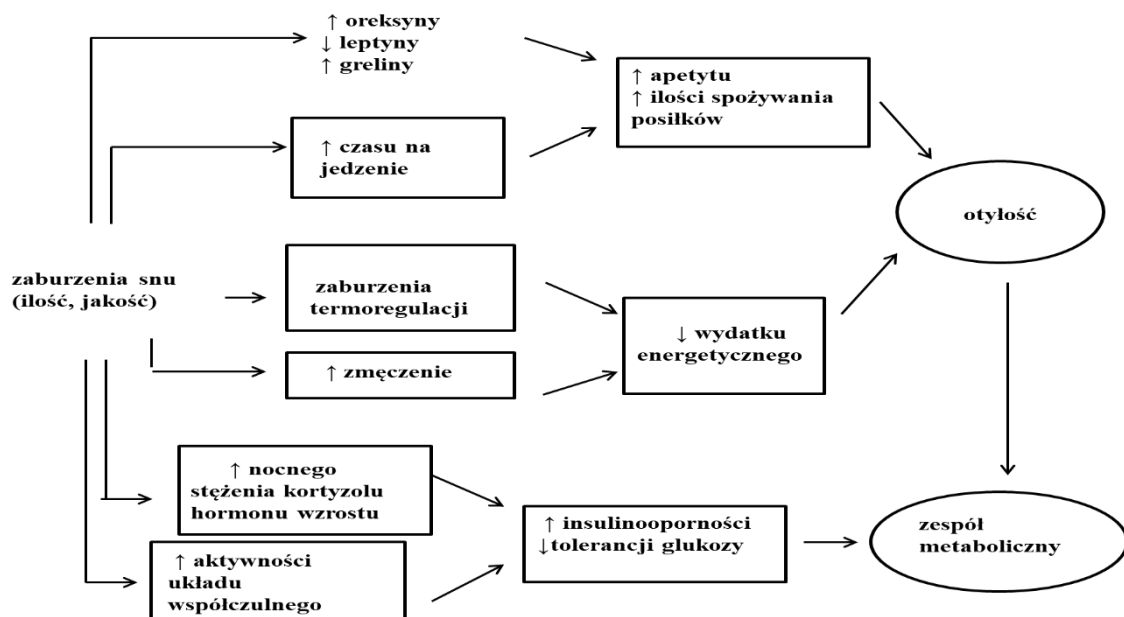 ↑ oreksyny
↓ leptyny
↑ greliny
↑ apetytu
↑ ilości spożywania
posiłków
↑ czasu na
jedzenie
otyłość
zaburzenia snu
(ilość, jakość)
zaburzenia
termoregulacji
↓ wydatku
energetycznego
↑ zmęczenie
↑ nocnego
stężenia kortyzolu
hormonu wzrostu
↑ insulinooporności
↓tolerancji glukozy
zespół
metaboliczny
↑ aktywności
układu
współczulnego